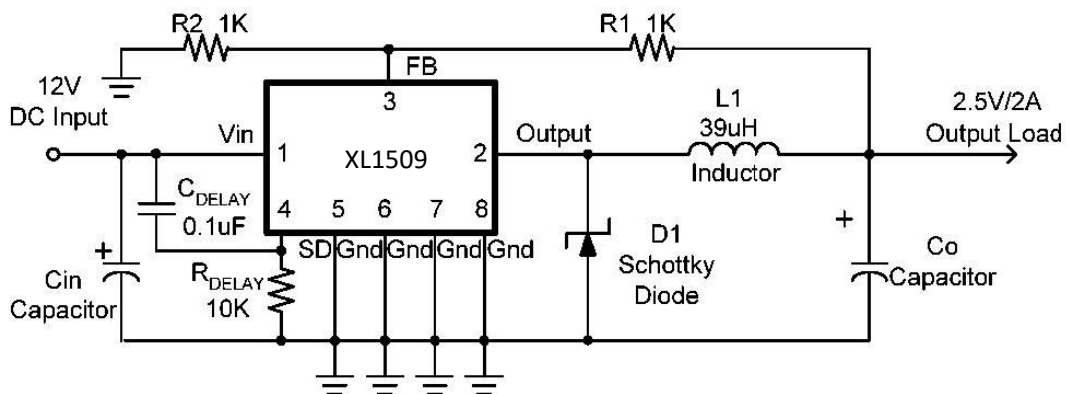 R2 1K
R1 1K
FB
12V
DC Input
3
L1
39uH
Inductor
2.5V/2A
Output Load
Vin
1
XL1509
2
Output
C_DELAY
0.1uF
4 5 6 7 8
SD Gnd Gnd Gnd Gnd
+
Cin
Capacitor
R_DELAY
10K
D1
Schottky
Diode
+
Co
Capacitor